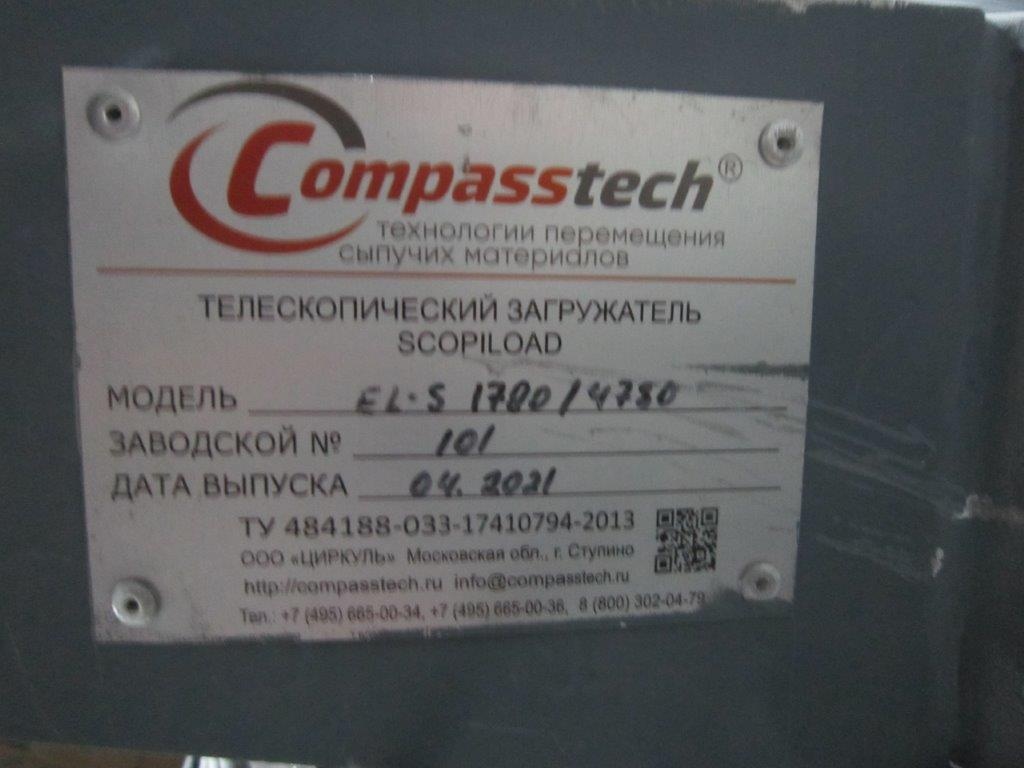 Compasstech®
технологии перемещения
сыпучих материалов
ТЕЛЕСКОПИЧЕСКИЙ ЗАГРУЖАТЕЛЬ
SCOPILOAD
МОДЕЛЬ EL-S 1780/4780
ЗАВОДСКОЙ № 101
ДАТА ВЫПУСКА 04.2021
ТУ 484188-033-17410794-2013
ООО «ЦИРКУЛЬ» Московская обл., г. Ступино
http://compasstech.ru info@compasstech.ru
Тел.: +7 (495) 665-00-34, +7 (495) 665-00-36, 8 (800) 302-04-79